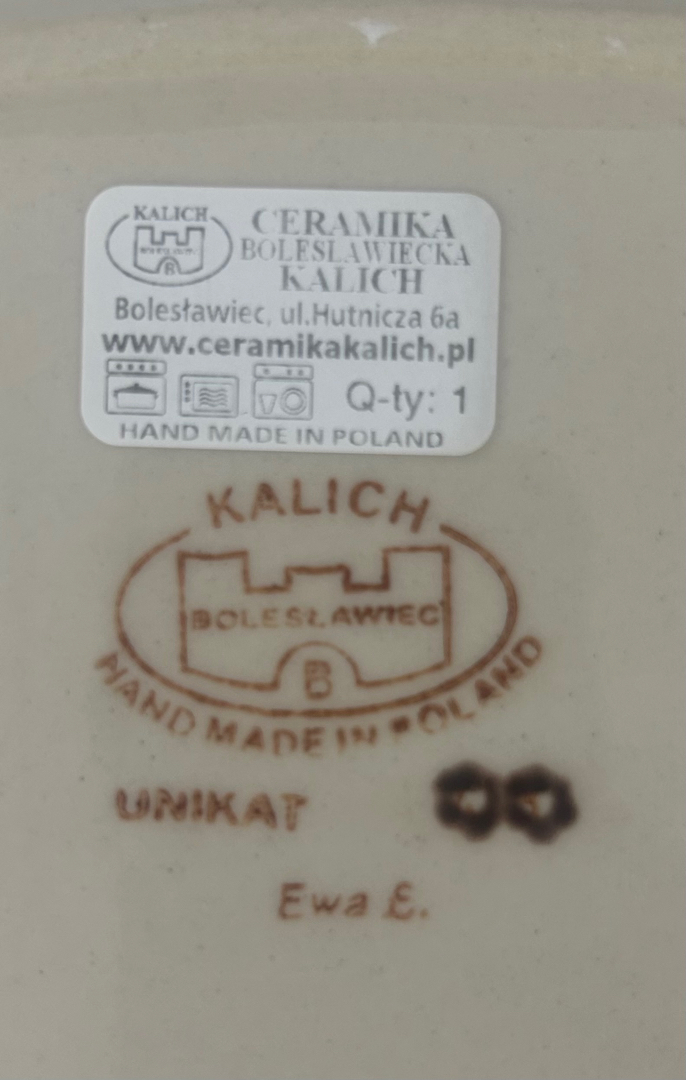 KALICH
BOLESŁAWIEC
B
CERAMIKA
BOLESŁAWIECKA
KALICH
Bolesławiec, ul.Hutnicza 6a
www.ceramikakalich.pl
Q-ty: 1
HAND MADE IN POLAND
KALICH
BOLESŁAWIEC
B
HAND MADE IN POLAND
UNIKAT
Ewa E.